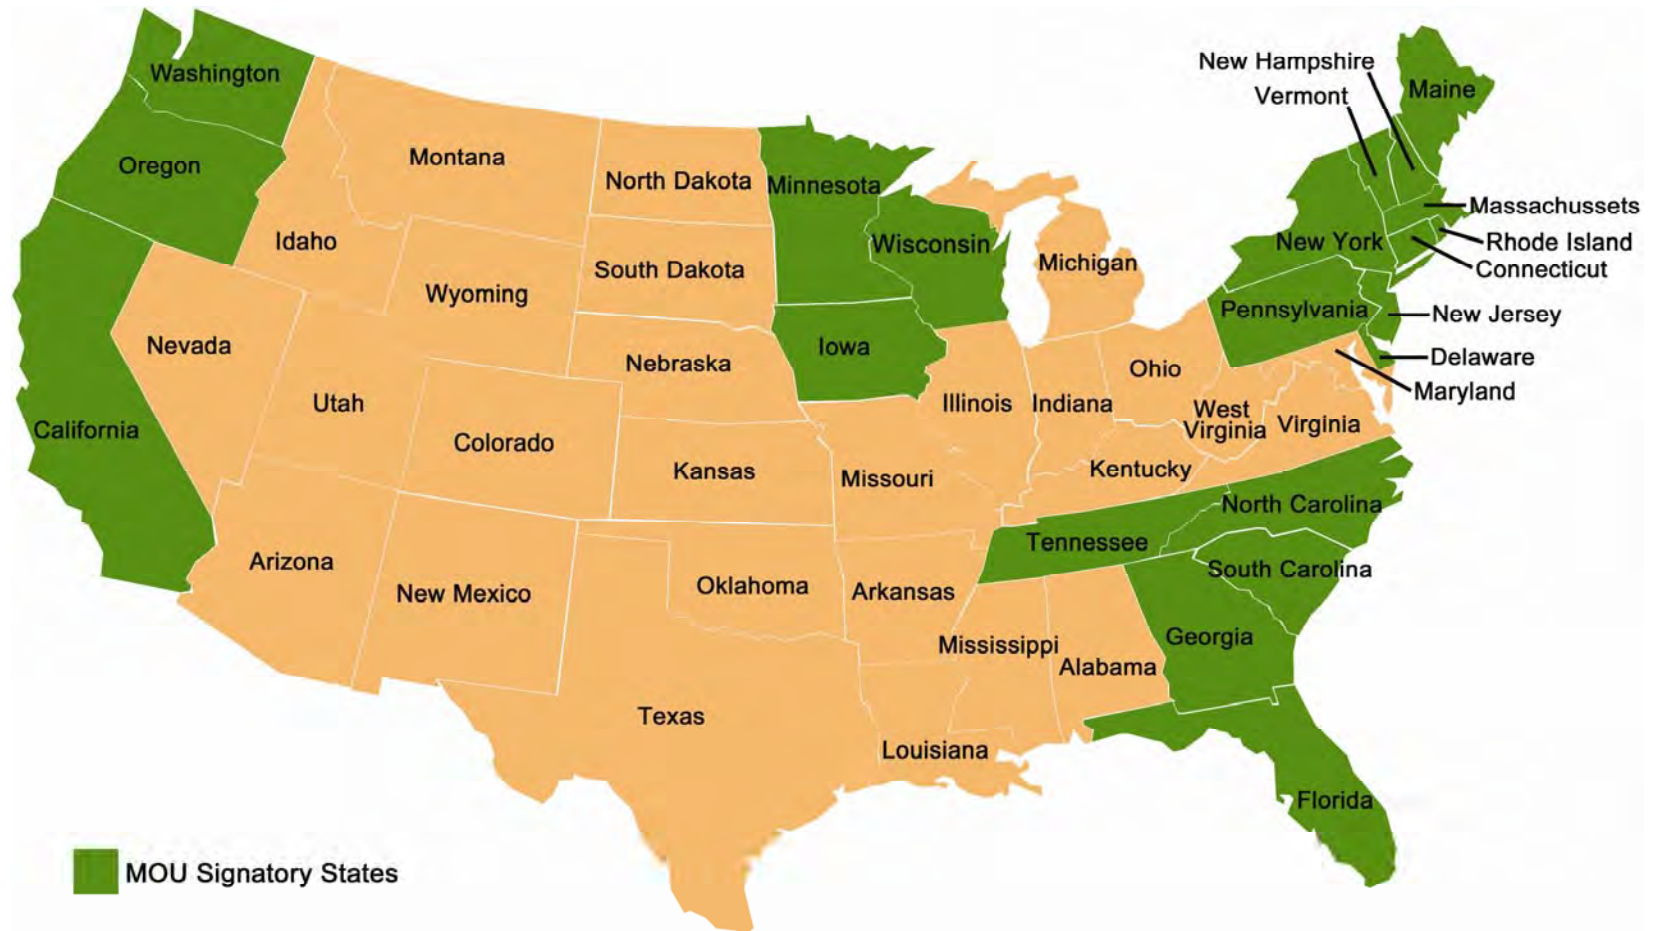 Washington
Oregon
California
Idaho
Nevada
Montana
Wyoming
Utah
Colorado
Arizona
New Mexico
North Dakota
South Dakota
Nebraska
Kansas
Oklahoma
Texas
Minnesota
Iowa
Missouri
Arkansas
Louisiana
Wisconsin
Illinois
Michigan
Indiana
Ohio
Kentucky
Tennessee
Mississippi
Alabama
West
Virginia
Virginia
North Carolina
South Carolina
Georgia
Florida
New Hampshire
Vermont
Maine
New York
Massachussets
Rhode Island
Connecticut
Pennsylvania
New Jersey
Delaware
Maryland
MOU Signatory States